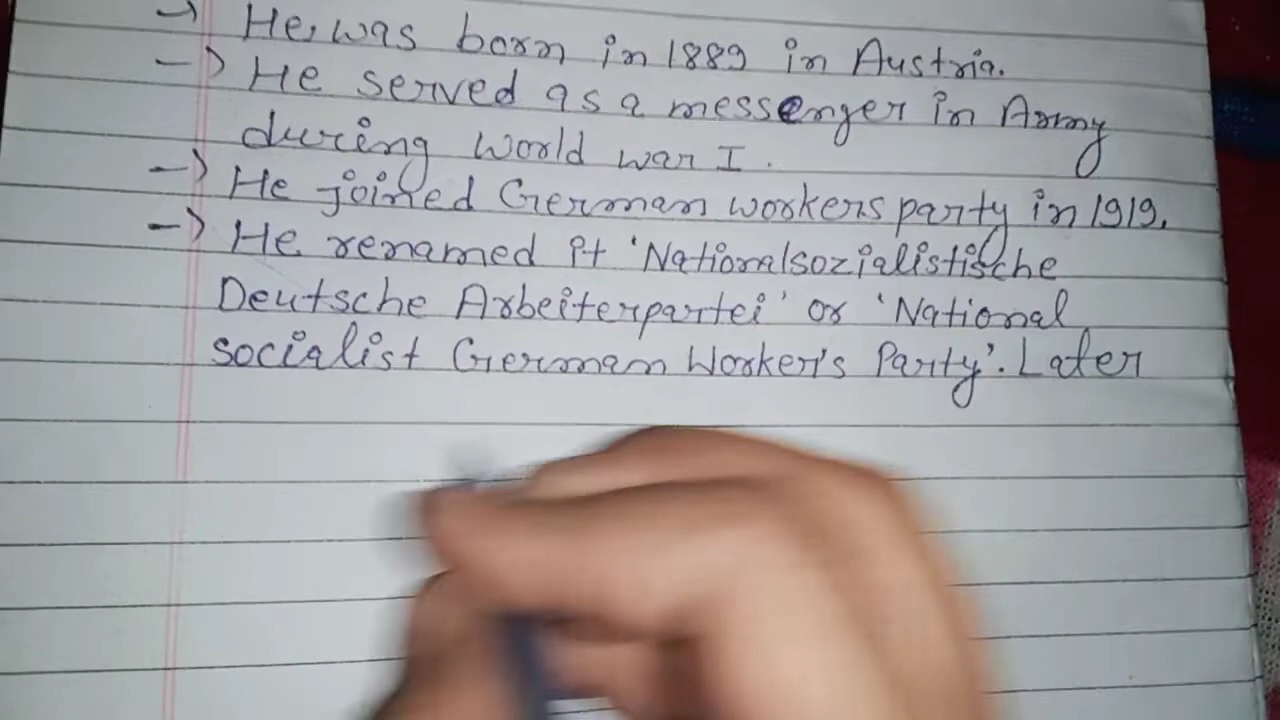 → He was born in 1889 in Austria.
→ He served as a messenger in Army
during World war I.
→ He joined German workers party in 1919.
→ He renamed it 'Nationalsozialistische
Deutsche Arbeiterpartei' or 'National
socialist German Worker's Party'. Later